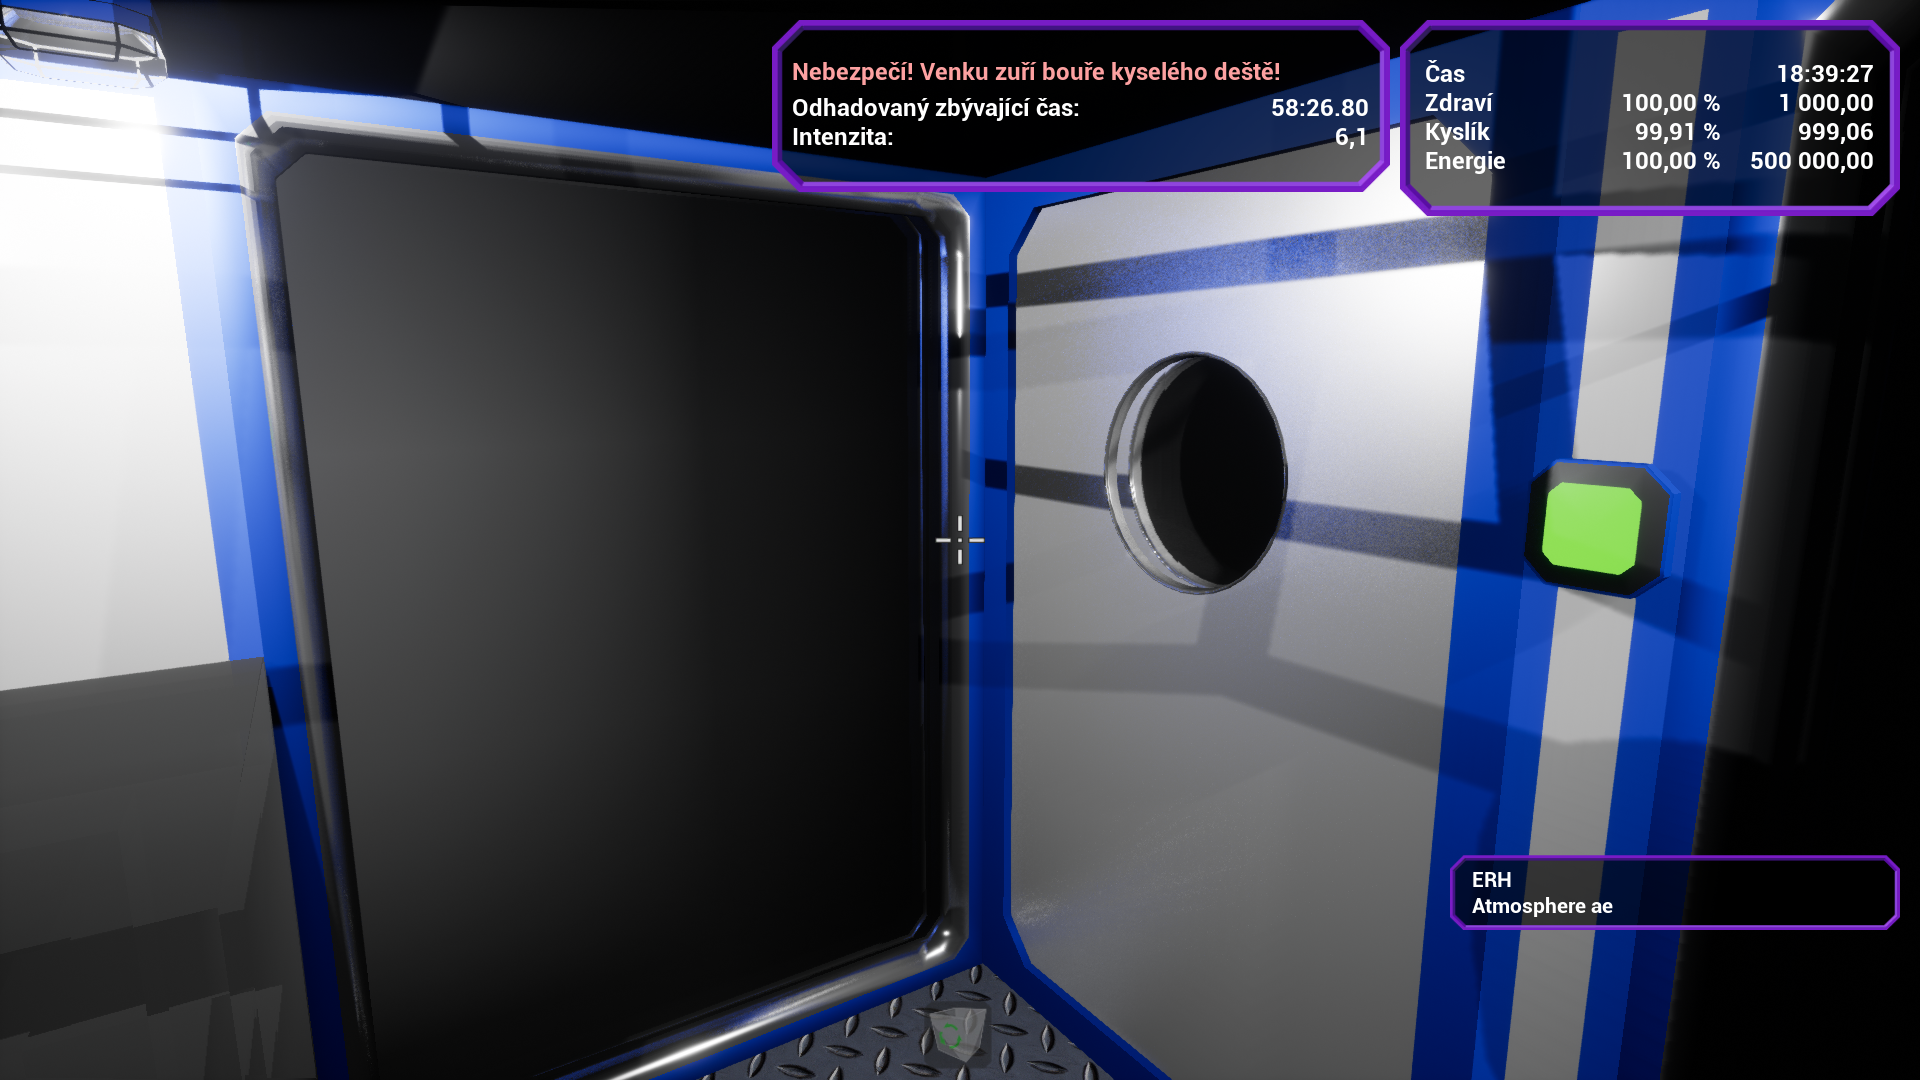 Nebezpečí! Venku zuří bouře kyselého deště!
Odhadovaný zbývající čas: 58:26.80
Intenzita: 6,1
Čas 18:39:27
Zdraví 100,00 % 1 000,00
Kyslík 99,91 % 999,06
Energie 100,00 % 500 000,00
ERH
Atmosphere ae